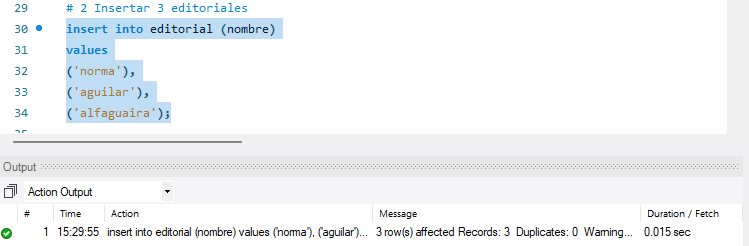 29 # 2 Insertar 3 editoriales
30 insert into editorial (nombre)
31 values
32 ('norma'),
33 ('aguilar'),
34 ('alfaguaira');
Output
Action Output
# Time Action Message Duration / Fetch
1 15:29:55 insert into editorial (nombre) values ('norma'), ('aguilar')... 3 row(s) affected Records: 3 Duplicates: 0 Warning... 0.015 sec